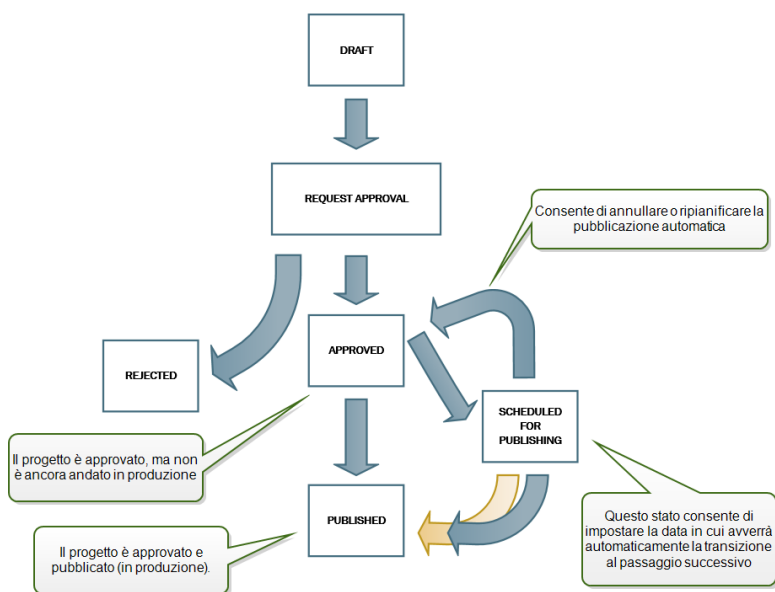 DRAFT
REQUEST APPROVAL
Consente di annullare o ripianificare la
pubblicazione automatica
APPROVED
REJECTED
SCHEDULED
FOR
PUBLISHING
Il progetto è approvato, ma non
è ancora andato in produzione
PUBLISHED
Questo stato consente di
impostare la data in cui avverrà
automaticamente la transizione
al passaggio successivo
Il progetto è approvato e
pubblicato (in produzione).